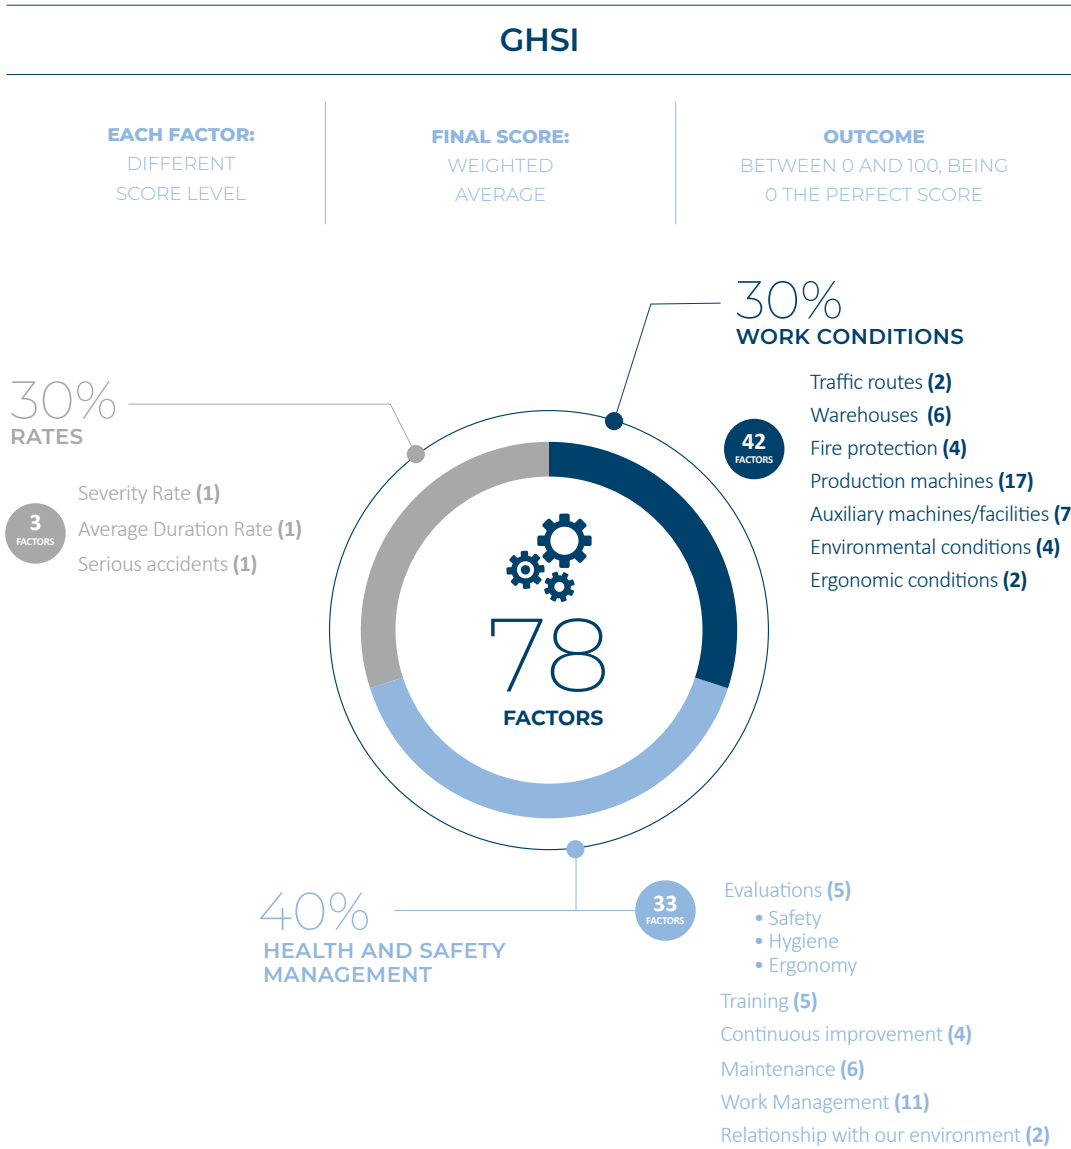 GHSI
EACH FACTOR:
DIFFERENT
SCORE LEVEL
FINAL SCORE:
WEIGHTED
AVERAGE
OUTCOME
BETWEEN 0 AND 100, BEING
0 THE PERFECT SCORE
30%
WORK CONDITIONS
42
FACTORS
Traffic routes (2)
Warehouses (6)
Fire protection (4)
Production machines (17)
Auxiliary machines/facilities (7
Environmental conditions (4)
Ergonomic conditions (2)
30%
RATES
3
FACTORS
Severity Rate (1)
Average Duration Rate (1)
Serious accidents (1)
78
FACTORS
40%
HEALTH AND SAFETY
MANAGEMENT
33
FACTORS
Evaluations (5)
• Safety
• Hygiene
• Ergonomy
Training (5)
Continuous improvement (4)
Maintenance (6)
Work Management (11)
Relationship with our environment (2)